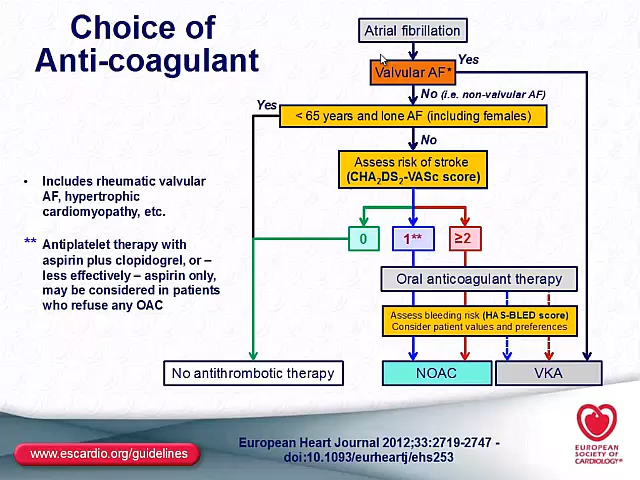 Choice of
Anti-coagulant
Atrial fibrillation
Valvular AF*
Yes
No (i.e. non-valvular AF)
Yes
< 65 years and lone AF (including females)
No
Assess risk of stroke
(CHA₂DS₂-VASc score)
• Includes rheumatic valvular
AF, hypertrophic
cardiomyopathy, etc.
0
1**
≥2
** Antiplatelet therapy with
aspirin plus clopidogrel, or –
less effectively – aspirin only,
may be considered in patients
who refuse any OAC
Oral anticoagulant therapy
Assess bleeding risk (HAS-BLED score)
Consider patient values and preferences
No antithrombotic therapy
NOAC
VKA
www.escardio.org/guidelines
European Heart Journal 2012;33:2719-2747 -
doi:10.1093/eurheartj/ehs253
EUROPEAN
SOCIETY OF
CARDIOLOGY®